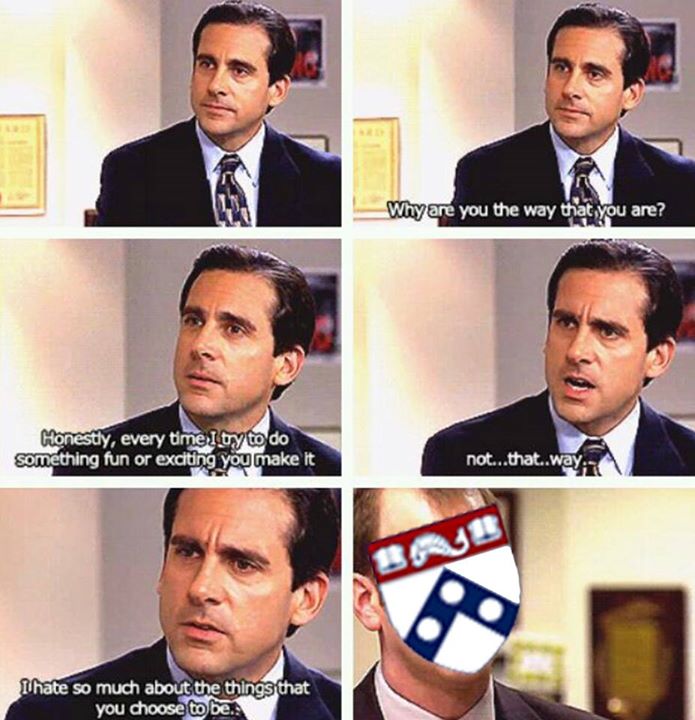 Why are you the way that you are?
Honestly, every time I try to do
something fun or exciting you make it
not...that..way.
I hate so much about the things that
you choose to be..